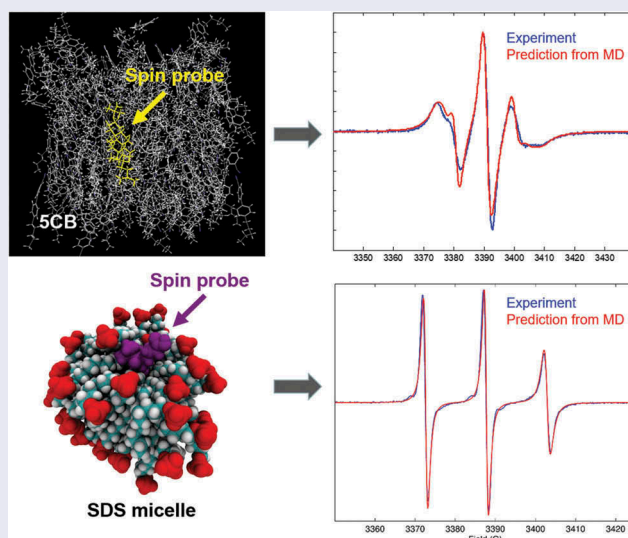 Spin probe
5CB
Experiment
Prediction from MD
3350 3360 3370 3380 3390 3400 3410 3420 3430
Spin probe
SDS micelle
Experiment
Prediction from MD
3360 3370 3380 3390 3400 3410 3420